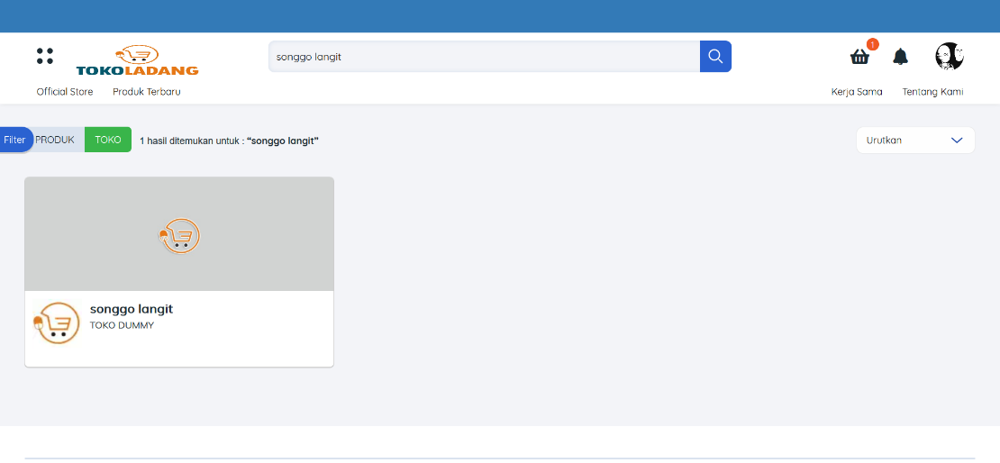 songgo langit
1
TOKOLADANG
Official Store Produk Terbaru
Kerja Sama Tentang Kami
Filter PRODUK TOKO 1 hasil ditemukan untuk : “songgo langit”
Urutkan
songgo langit
TOKO DUMMY